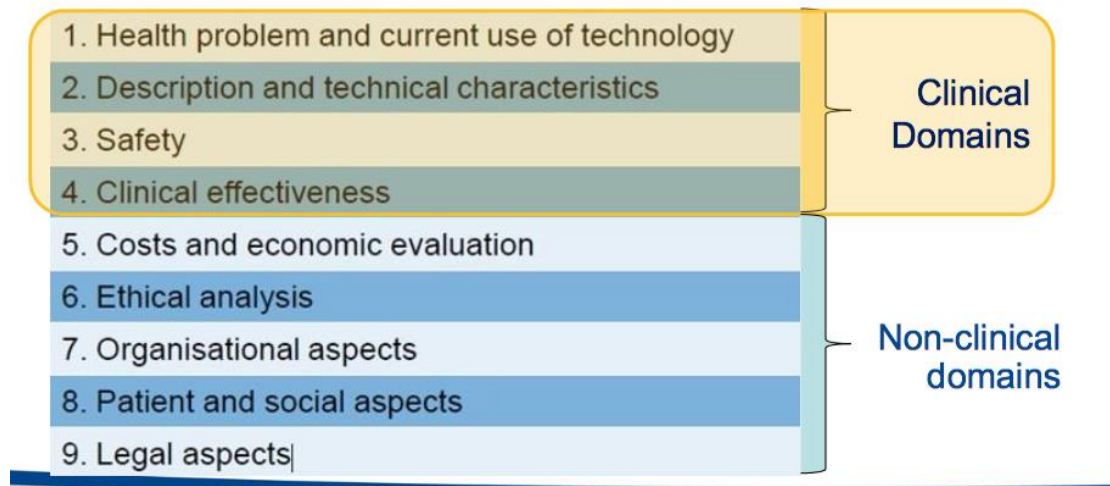 1. Health problem and current use of technology
2. Description and technical characteristics
3. Safety
4. Clinical effectiveness
5. Costs and economic evaluation
6. Ethical analysis
7. Organisational aspects
8. Patient and social aspects
9. Legal aspects
Clinical
Domains
Non-clinical
domains